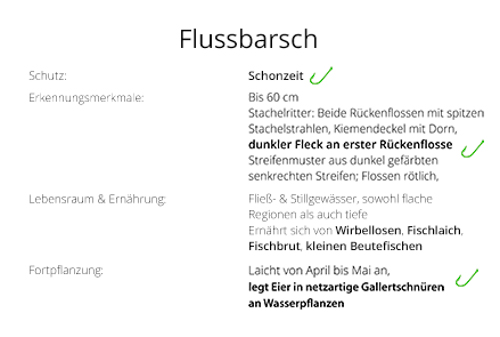 Flussbarsch
Schutz: Schonzeit
Erkennungsmerkmale: Bis 60 cm
Stachelritter: Beide Rückenflossen mit spitzen
Stachelstrahlen, Kiemendeckel mit Dorn,
dunkler Fleck an erster Rückenflosse
Streifenmuster aus dunkel gefärbten
senkrechten Streifen; Flossen rötlich,
Lebensraum & Ernährung: Fließ- & Stillgewässer, sowohl flache
Regionen als auch tiefe
Ernährt sich von Wirbellosen, Fischlaich,
Fischbrut, kleinen Beutefischen
Fortpflanzung: Laicht von April bis Mai an,
legt Eier in netzartige Gallertschnüren
an Wasserpflanzen